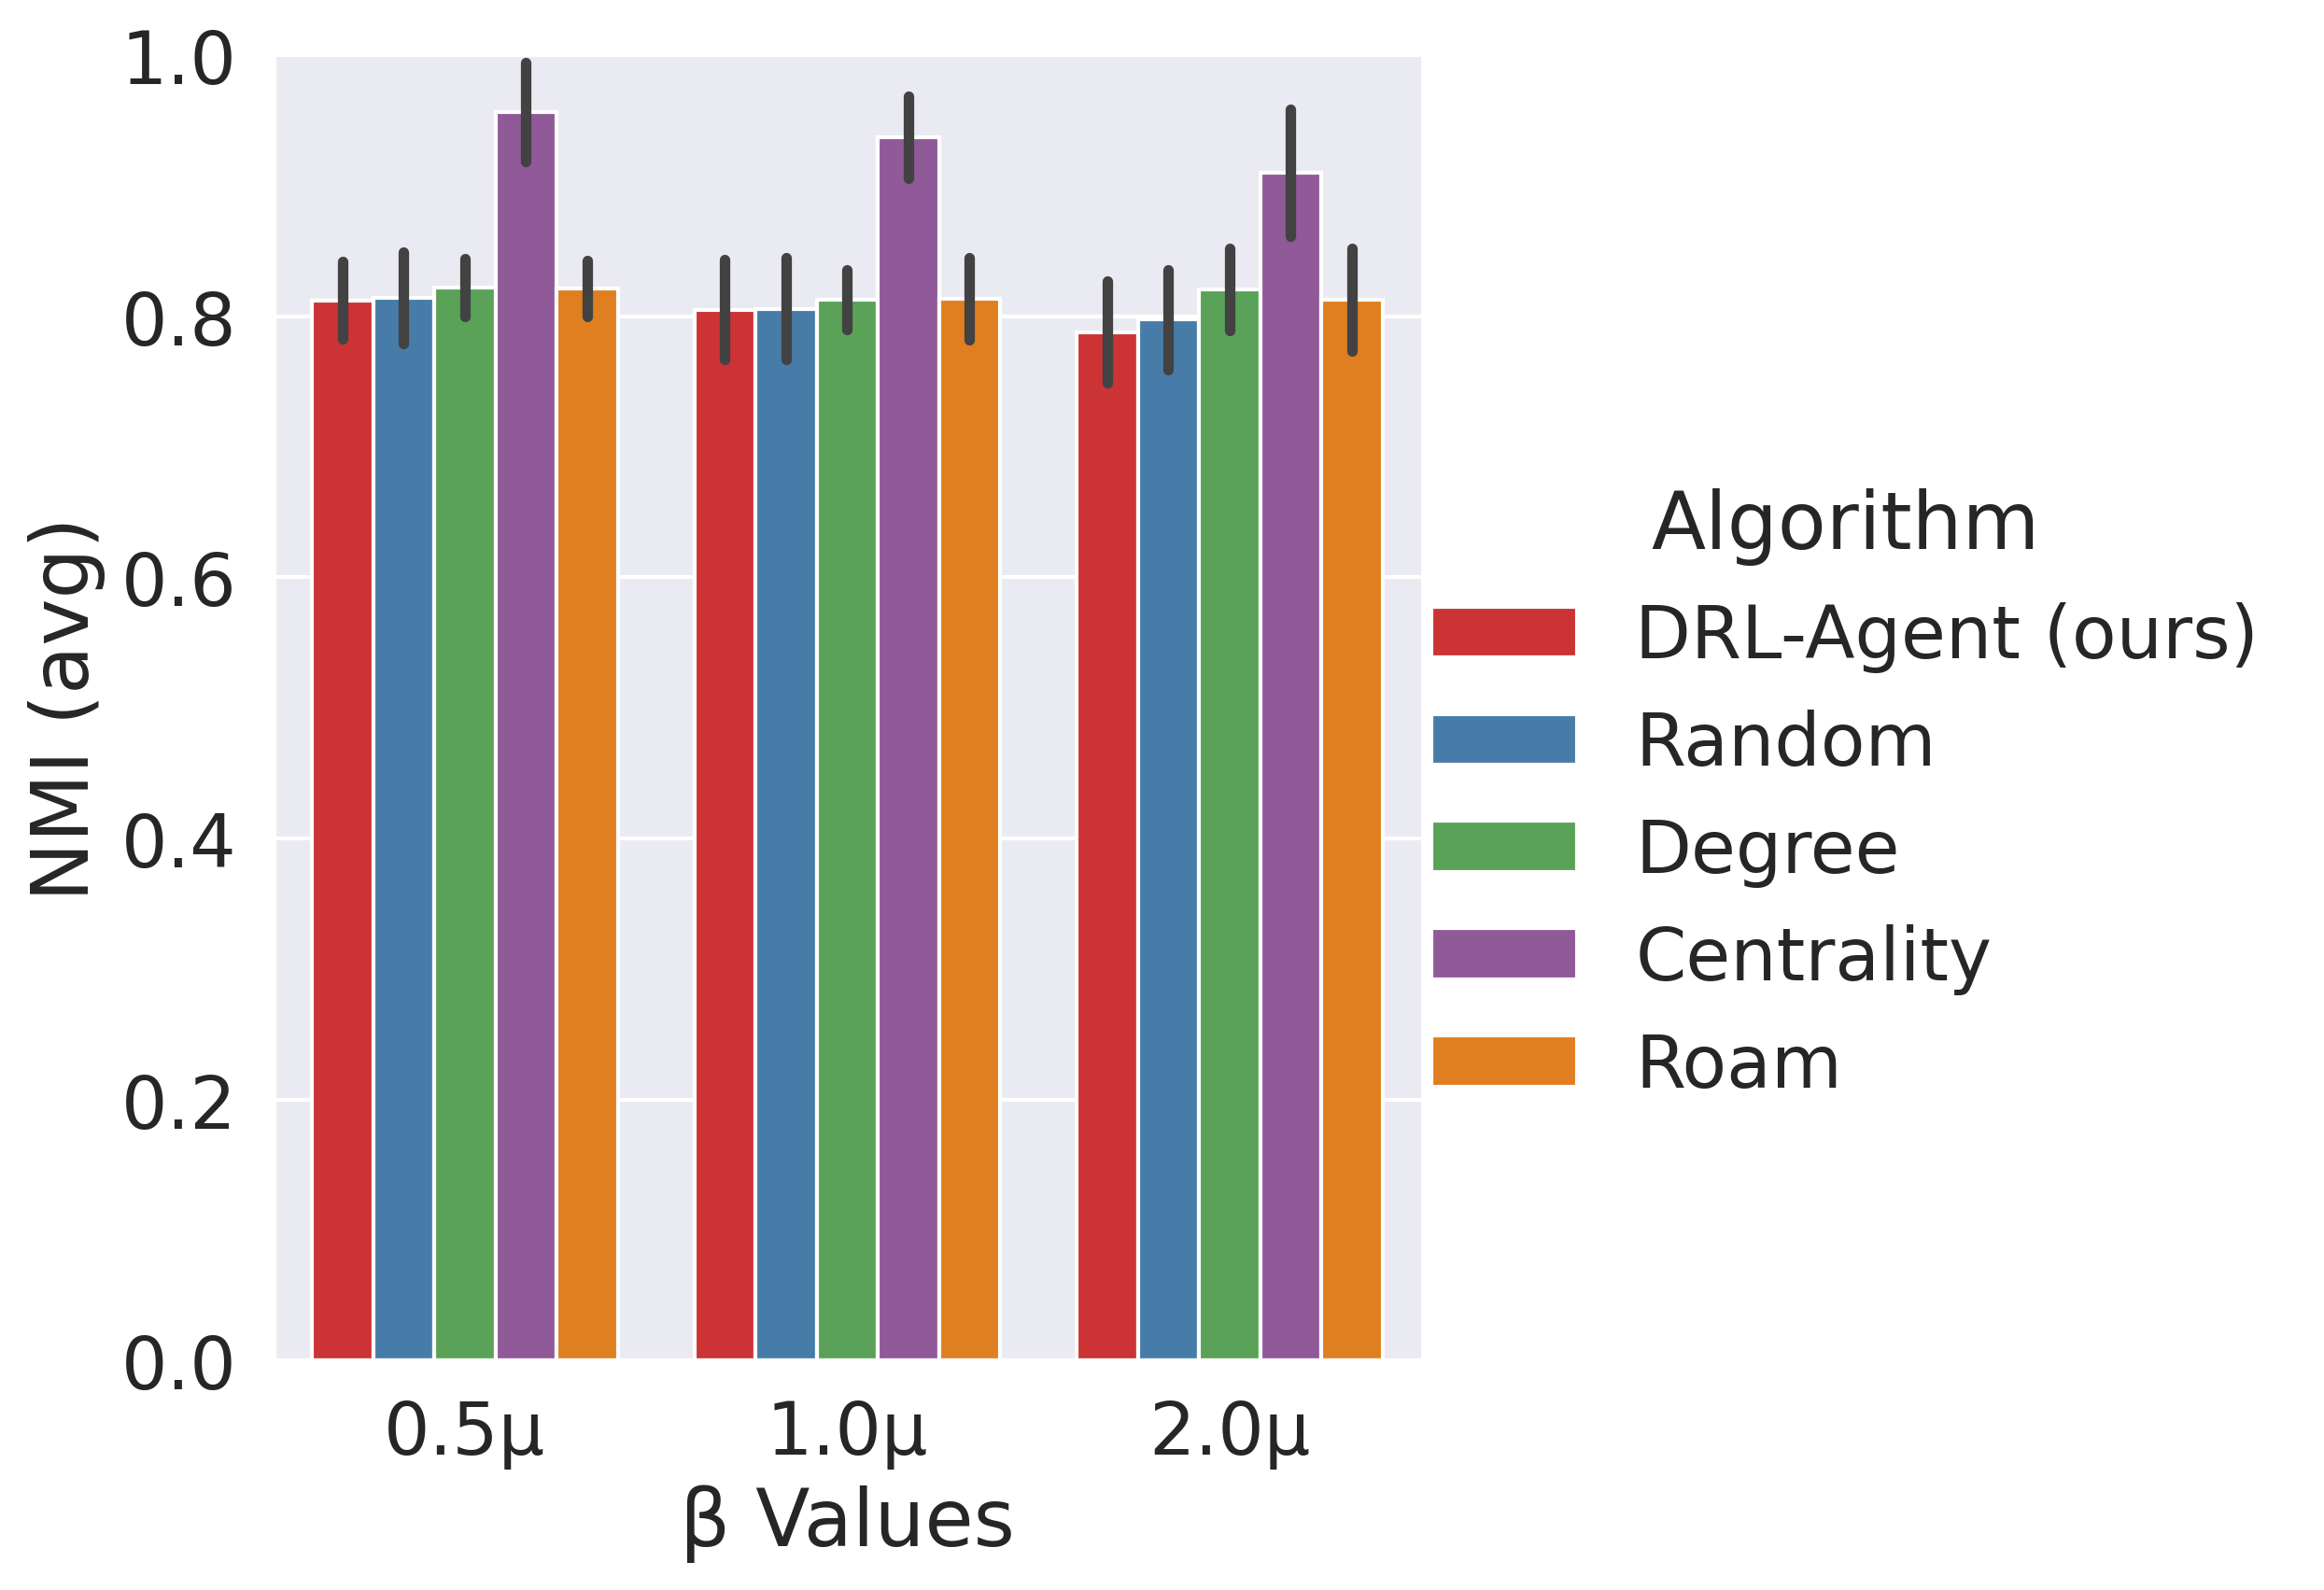 NMI (avg)
1.0
0.8
0.6
0.4
0.2
0.0
0.5µ 1.0µ 2.0µ
β Values
Algorithm
DRL-Agent (ours)
Random
Degree
Centrality
Roam